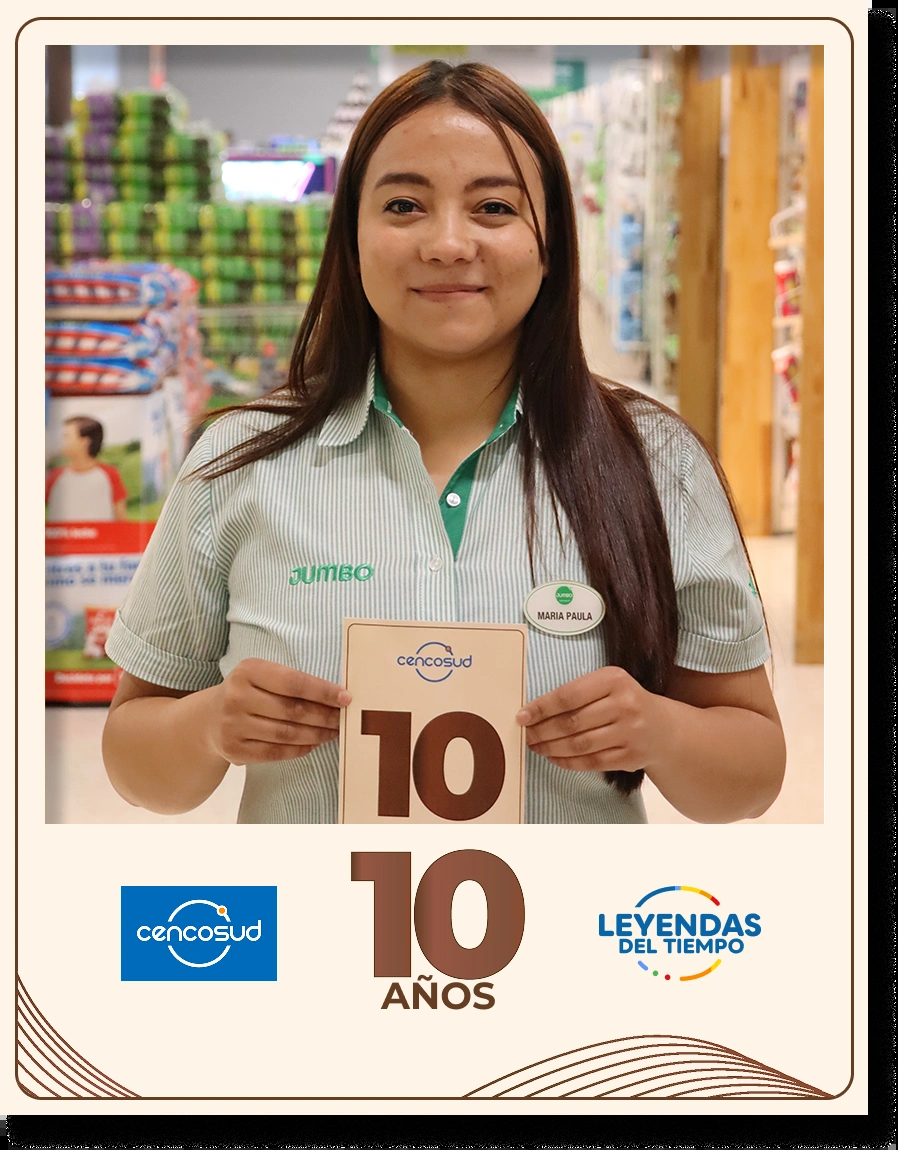 JUMBO
JUMBO
MARIA PAULA
cencosud
10
10
AÑOS
cencosud
LEYENDAS
DEL TIEMPO